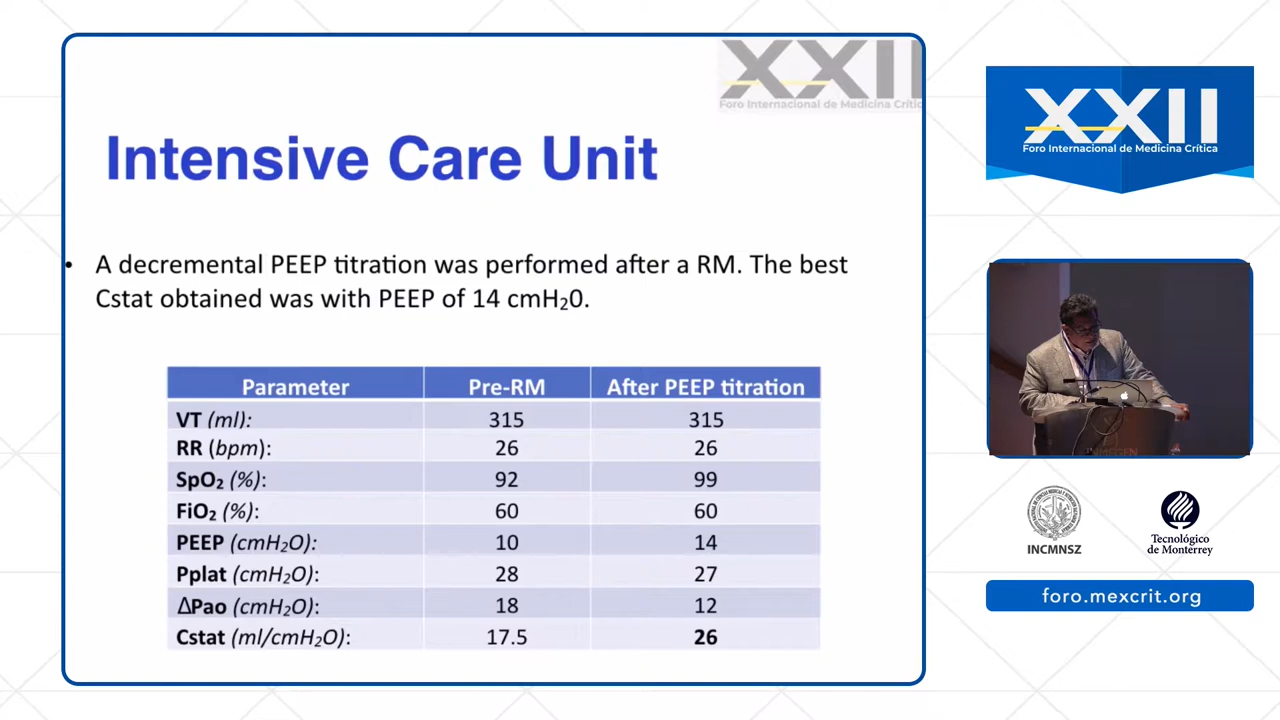 XXII
Foro Internacional de Medicina Crític
Intensive Care Unit
• A decremental PEEP titration was performed after a RM. The best
Cstat obtained was with PEEP of 14 cmH₂0.
Parameter Pre-RM After PEEP titration
VT (ml): 315 315
RR (bpm): 26 26
SpO₂ (%): 92 99
FiO₂ (%): 60 60
PEEP (cmH₂O): 10 14
Pplat (cmH₂O): 28 27
ΔPao (cmH₂O): 18 12
Cstat (ml/cmH₂O): 17.5 26
XXII
Foro Internacional de Medicina Crítica
INCMNSZ
Tecnológico
de Monterrey
foro.mexcrit.org